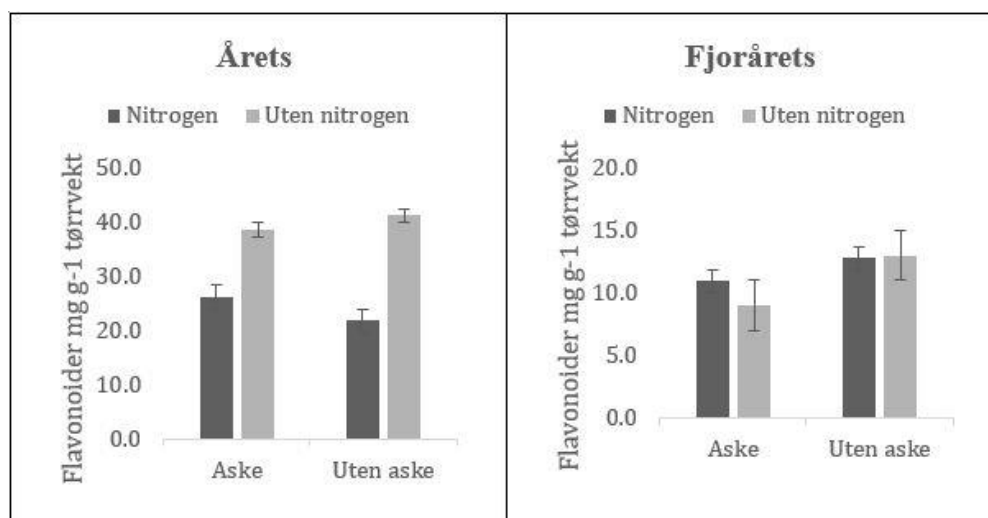 Årets
Nitrogen Uten nitrogen
Flavonoider mg g-1 tørrvekt
50.0
40.0
30.0
20.0
10.0
0.0
Aske Uten aske
Fjorårets
Nitrogen Uten nitrogen
Flavonoider mg g-1 tørrvekt
20.0
15.0
10.0
5.0
0.0
Aske Uten aske